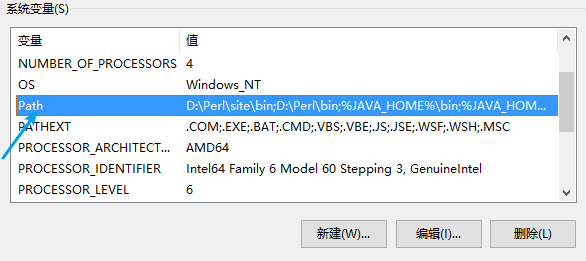 系统变量(S)
变量 值
NUMBER_OF_PROCESSORS 4
OS Windows_NT
Path D:\Perl\site\bin;D:\Perl\bin;%JAVA_HOME%\bin;%JAVA_HOM...
PATHEXT .COM;.EXE;.BAT;.CMD;.VBS;.VBE;.JS;.JSE;.WSF;.WSH;.MSC
PROCESSOR_ARCHITECT... AMD64
PROCESSOR_IDENTIFIER Intel64 Family 6 Model 60 Stepping 3, GenuineIntel
PROCESSOR_LEVEL 6
新建(W)... 编辑(I)... 删除(L)